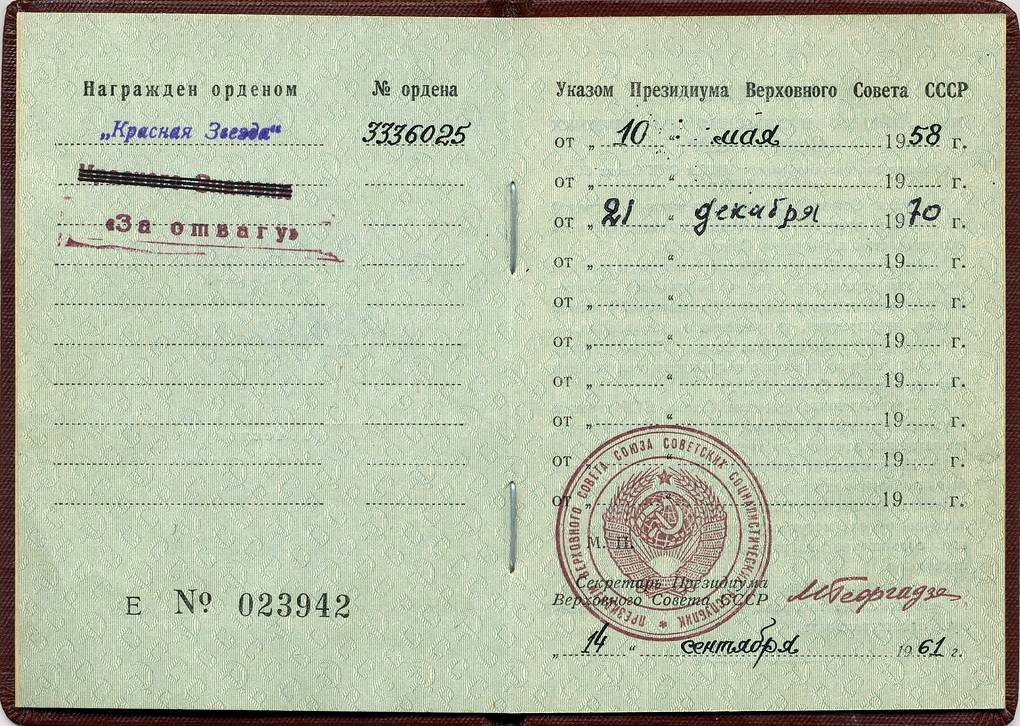 Награжден орденом № ордена
„Красная Звезда“ 3336025
«За отвагу»
Е № 023942
Указом Президиума Верховного Совета СССР
от „ 10 “ мая 1958 г.
от „ “ 19 г.
от „ 21 “ декабря 1970 г.
от „ “ 19 г.
от „ “ 19 г.
от „ “ 19 г.
от „ “ 19 г.
от „ “ 19 г.
от „ “ 19 г.
от „ “ 19 г.
ПРЕЗИДИУМ ВЕРХОВНОГО СОВЕТА СОЮЗА СОВЕТСКИХ СОЦИАЛИСТИЧЕСКИХ РЕСПУБЛИК
М. П.
Секретарь Президиума
Верховного Совета СССР МГеоргадзе
„ 14 “ сентября 1961 г.